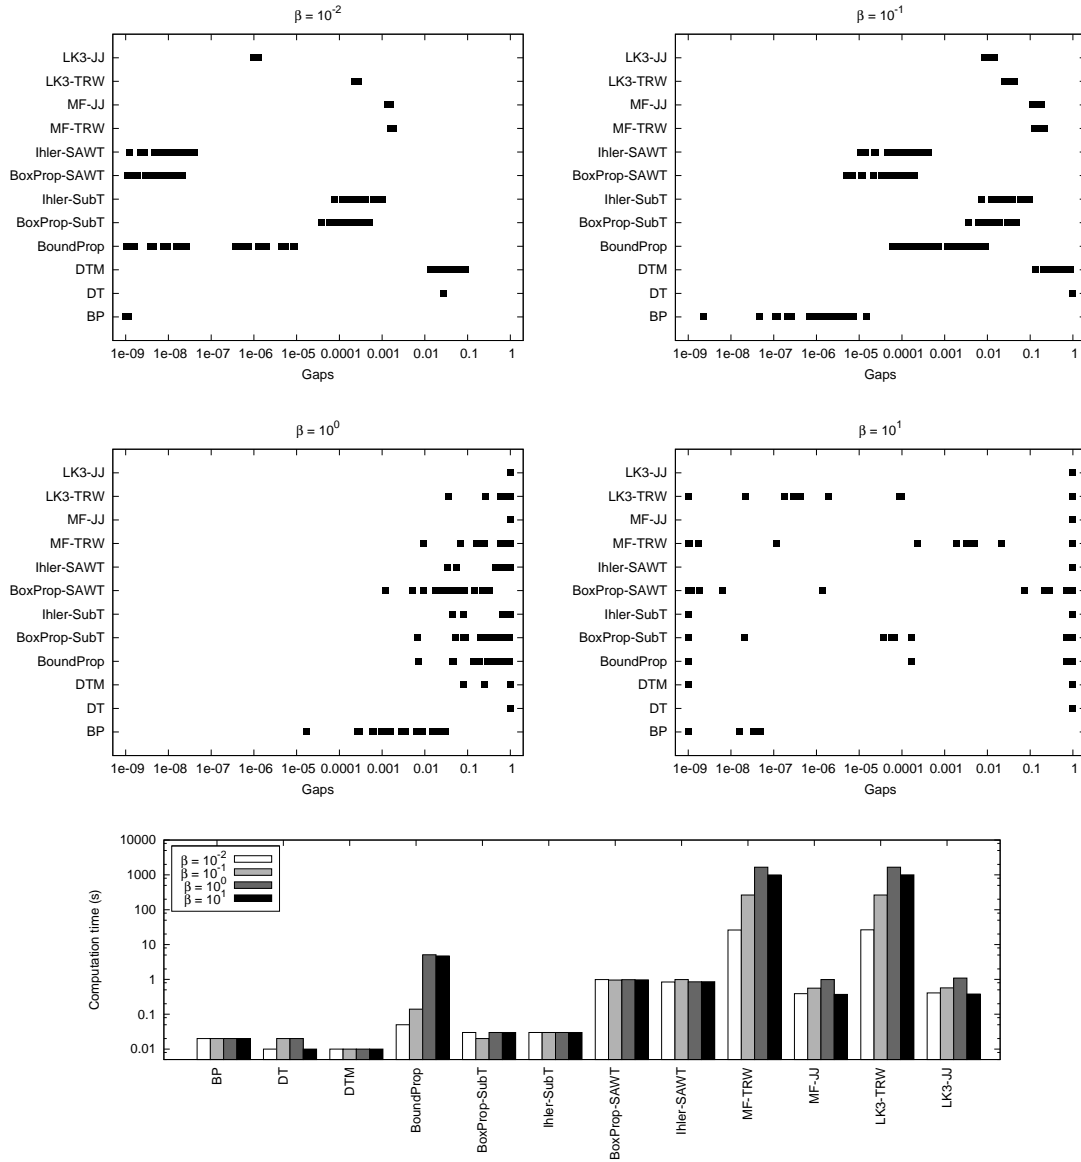 β = 10^-2
LK3-JJ
LK3-TRW
MF-JJ
MF-TRW
Ihler-SAWT
BoxProp-SAWT
Ihler-SubT
BoxProp-SubT
BoundProp
DTM
DT
BP
1e-09 1e-08 1e-07 1e-06 1e-05 0.0001 0.001 0.01 0.1 1
Gaps
β = 10^-1
LK3-JJ
LK3-TRW
MF-JJ
MF-TRW
Ihler-SAWT
BoxProp-SAWT
Ihler-SubT
BoxProp-SubT
BoundProp
DTM
DT
BP
1e-09 1e-08 1e-07 1e-06 1e-05 0.0001 0.001 0.01 0.1 1
Gaps
β = 10^0
LK3-JJ
LK3-TRW
MF-JJ
MF-TRW
Ihler-SAWT
BoxProp-SAWT
Ihler-SubT
BoxProp-SubT
BoundProp
DTM
DT
BP
1e-09 1e-08 1e-07 1e-06 1e-05 0.0001 0.001 0.01 0.1 1
Gaps
β = 10^1
LK3-JJ
LK3-TRW
MF-JJ
MF-TRW
Ihler-SAWT
BoxProp-SAWT
Ihler-SubT
BoxProp-SubT
BoundProp
DTM
DT
BP
1e-09 1e-08 1e-07 1e-06 1e-05 0.0001 0.001 0.01 0.1 1
Gaps
Computation time (s)
10000
1000
100
10
1
0.1
0.01
β = 10^-2
β = 10^-1
β = 10^0
β = 10^1
BP
DT
DTM
BoundProp
BoxProp-SubT
Ihler-SubT
BoxProp-SAWT
Ihler-SAWT
MF-TRW
MF-JJ
LK3-TRW
LK3-JJ